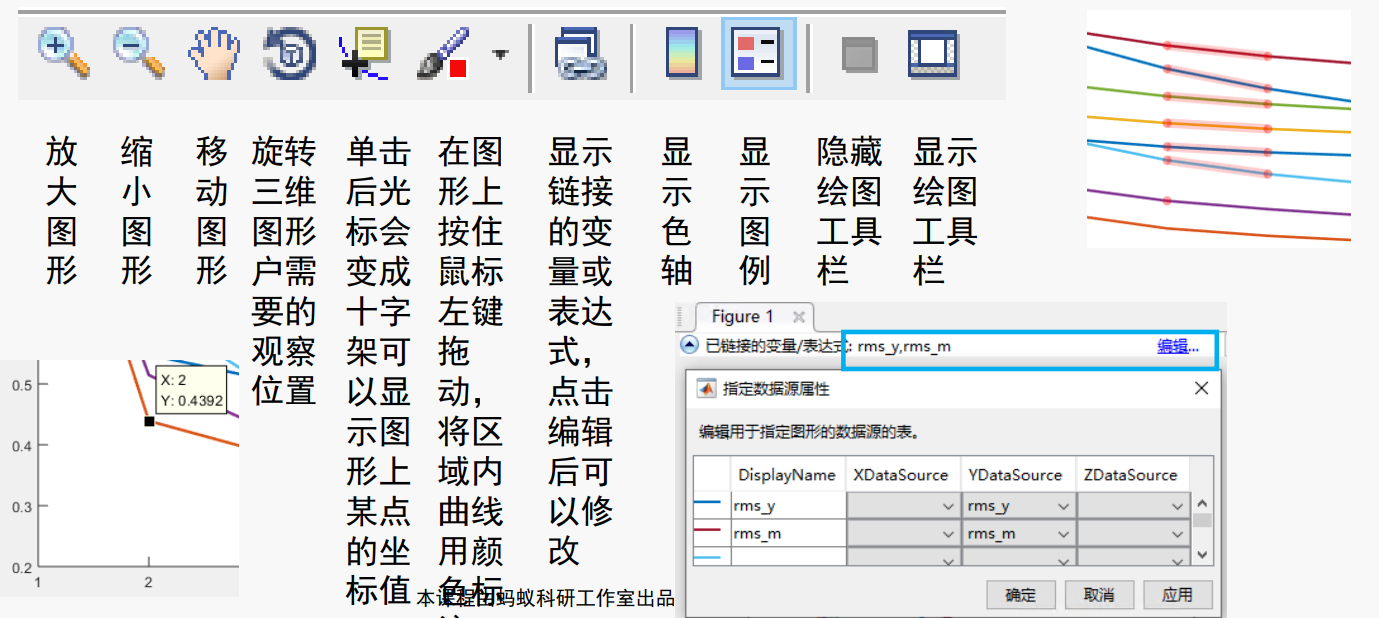 放
大
图
形
缩
小
图
形
移
动
图
形
旋转
三维
图形
户需
要的
观察
位置
单击
后光
标会
变成
十字
架可
以显
示图
形上
某点
的坐
标值
在图
形上
按住
鼠标
左键
拖
动，
将区
域内
曲线
用颜
色标
显示
链接
的变
量或
表达
式，
点击
编辑
后可
以修
改
显
示
色
轴
显
示
图
例
隐藏
绘图
工具
栏
显示
绘图
工具
栏
0.5
0.4
0.3
0.2
1
2
X: 2
Y: 0.4392
Figure 1
已链接的变量/表达式: rms_y,rms_m 编辑...
指定数据源属性
编辑用于指定图形的数据源的表。
DisplayName XDataSource YDataSource ZDataSource
rms_y rms_y
rms_m rms_m
确定 取消 应用
本课程由蚂蚁科研工作室出品